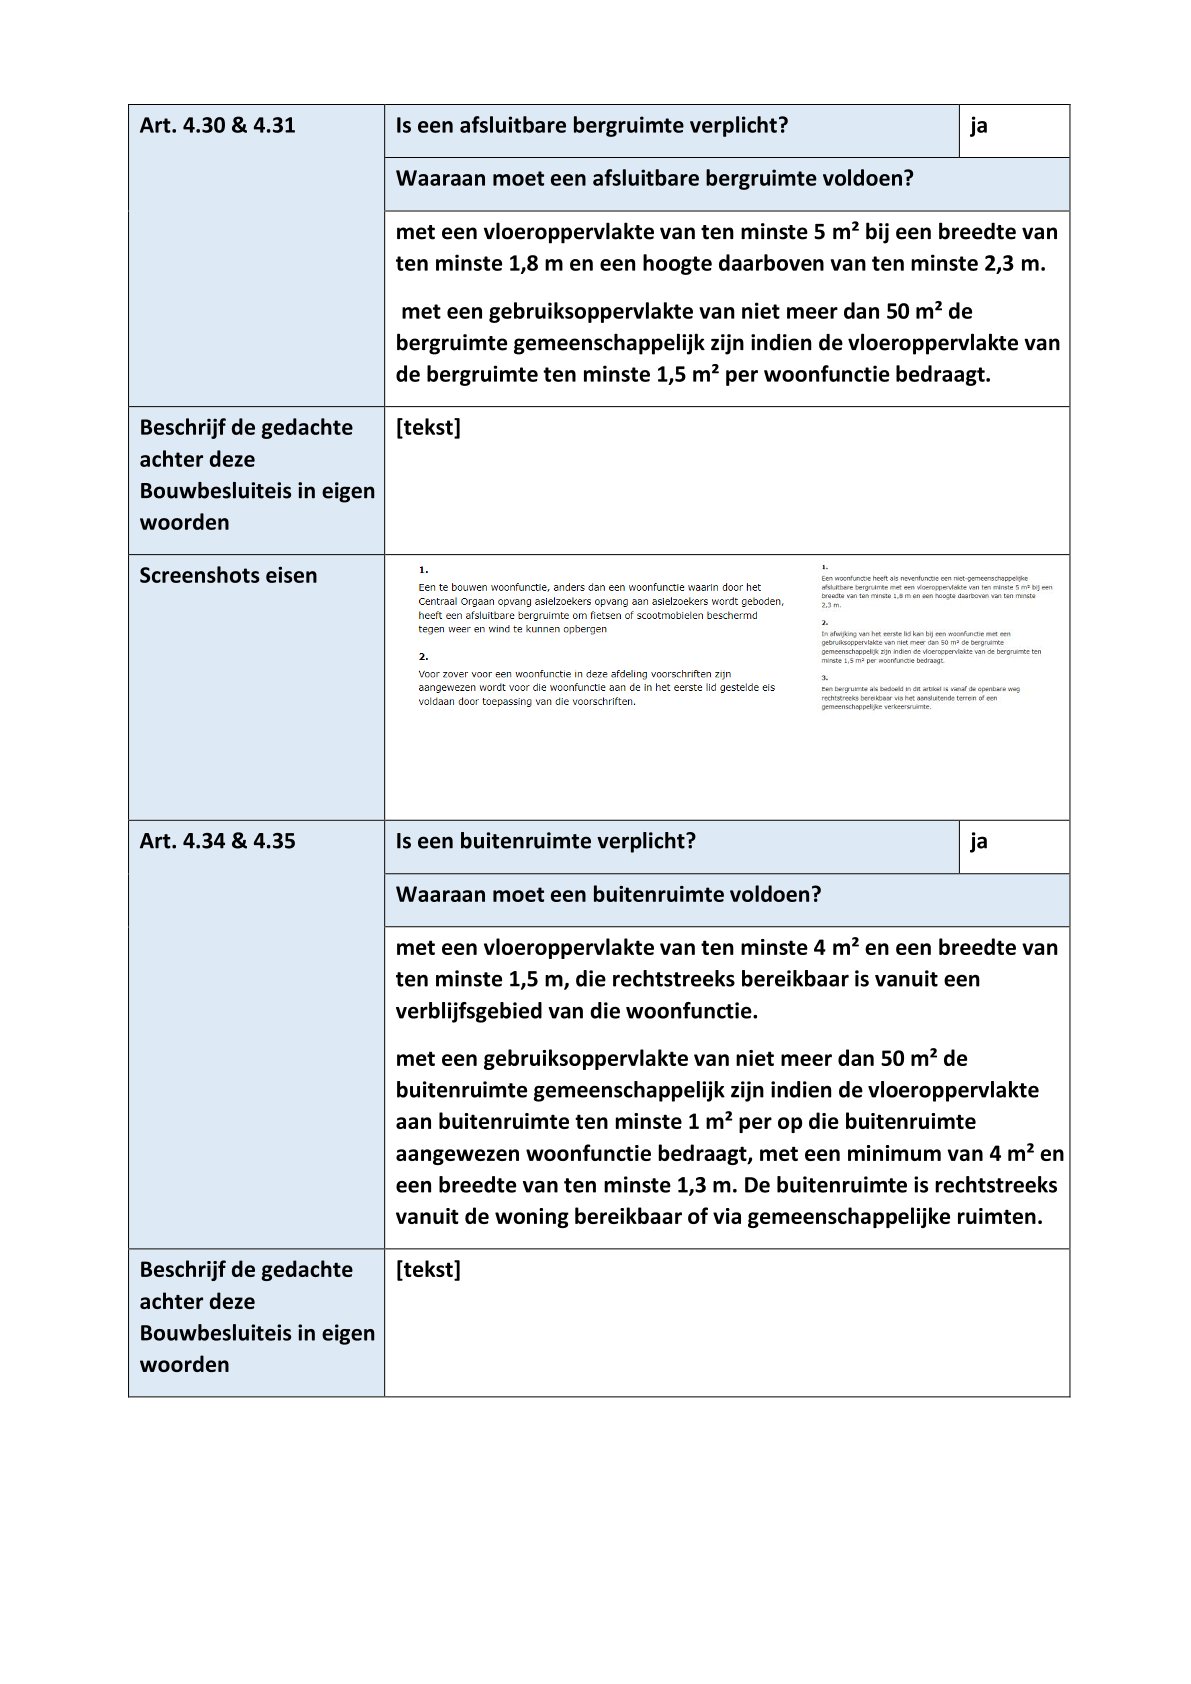 Art. 4.30 & 4.31
Is een afsluitbare bergruimte verplicht?
ja
Waaraan moet een afsluitbare bergruimte voldoen?
met een vloeroppervlakte van ten minste 5 m² bij een breedte van
ten minste 1,8 m en een hoogte daarboven van ten minste 2,3 m.
met een gebruiksoppervlakte van niet meer dan 50 m² de
bergruimte gemeenschappelijk zijn indien de vloeroppervlakte van
de bergruimte ten minste 1,5 m² per woonfunctie bedraagt.
Beschrijf de gedachte
achter deze
Bouwbesluiteis in eigen
woorden
[tekst]
Screenshots eisen
1.
Een te bouwen woonfunctie, anders dan een woonfunctie waarin door het
Centraal Orgaan opvang asielzoekers opvang aan asielzoekers wordt geboden,
heeft een afsluitbare bergruimte om fietsen of scootmobielen beschermd
tegen weer en wind te kunnen opbergen
2.
Voor zover voor een woonfunctie in deze afdeling voorschriften zijn
aangewezen wordt voor die woonfunctie aan de in het eerste lid gestelde eis
voldaan door toepassing van die voorschriften.
1.
Een woonfunctie heeft als nevenfunctie een niet-gemeenschappelijke
afsluitbare bergruimte met een vloeroppervlakte van ten minste 5 m² bij een
breedte van ten minste 1,8 m en een hoogte daarboven van ten minste
2,3 m.
2.
In afwijking van het eerste lid kan bij een woonfunctie met een
gebruiksoppervlakte van niet meer dan 50 m² de bergruimte
gemeenschappelijk zijn indien de vloeroppervlakte van de bergruimte ten
minste 1,5 m² per woonfunctie bedraagt.
3.
Een bergruimte als bedoeld in dit artikel is vanaf de openbare weg
rechtstreeks bereikbaar via het aansluitende terrein of een
gemeenschappelijke verkeersruimte.
Art. 4.34 & 4.35
Is een buitenruimte verplicht?
ja
Waaraan moet een buitenruimte voldoen?
met een vloeroppervlakte van ten minste 4 m² en een breedte van
ten minste 1,5 m, die rechtstreeks bereikbaar is vanuit een
verblijfsgebied van die woonfunctie.
met een gebruiksoppervlakte van niet meer dan 50 m² de
buitenruimte gemeenschappelijk zijn indien de vloeroppervlakte
aan buitenruimte ten minste 1 m² per op die buitenruimte
aangewezen woonfunctie bedraagt, met een minimum van 4 m² en
een breedte van ten minste 1,3 m. De buitenruimte is rechtstreeks
vanuit de woning bereikbaar of via gemeenschappelijke ruimten.
Beschrijf de gedachte
achter deze
Bouwbesluiteis in eigen
woorden
[tekst]